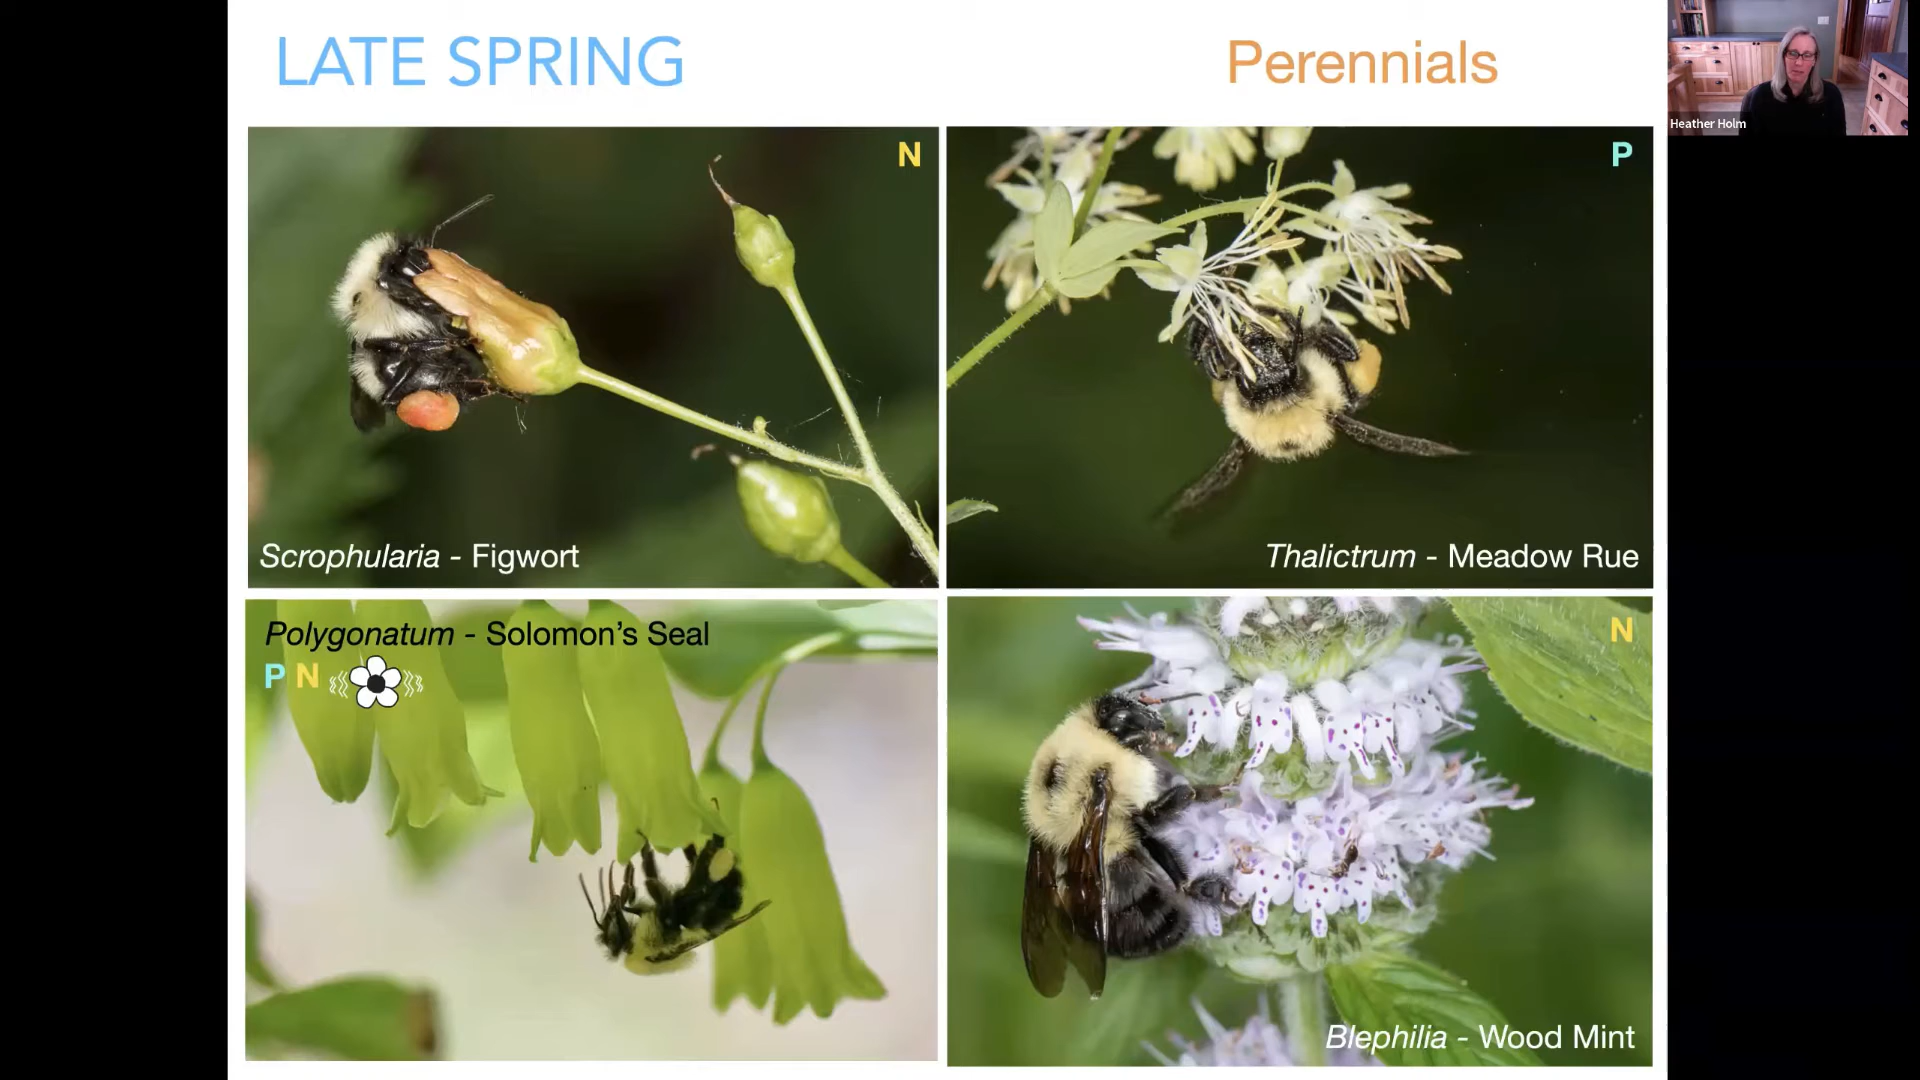 LATE SPRING
Perennials
Heather Holm
N
P
Scrophularia - Figwort
Thalictrum - Meadow Rue
Polygonatum - Solomon's Seal
P N
N
Blephilia - Wood Mint